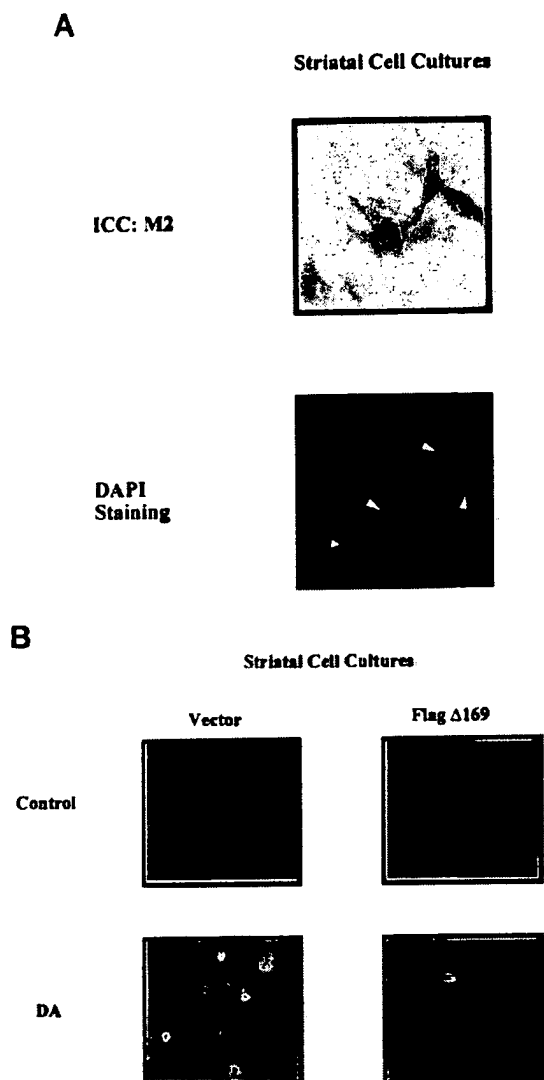 A
Striatal Cell Cultures
ICC: M2
DAPI
Staining
B
Striatal Cell Cultures
Vector
Flag Δ169
Control
DA